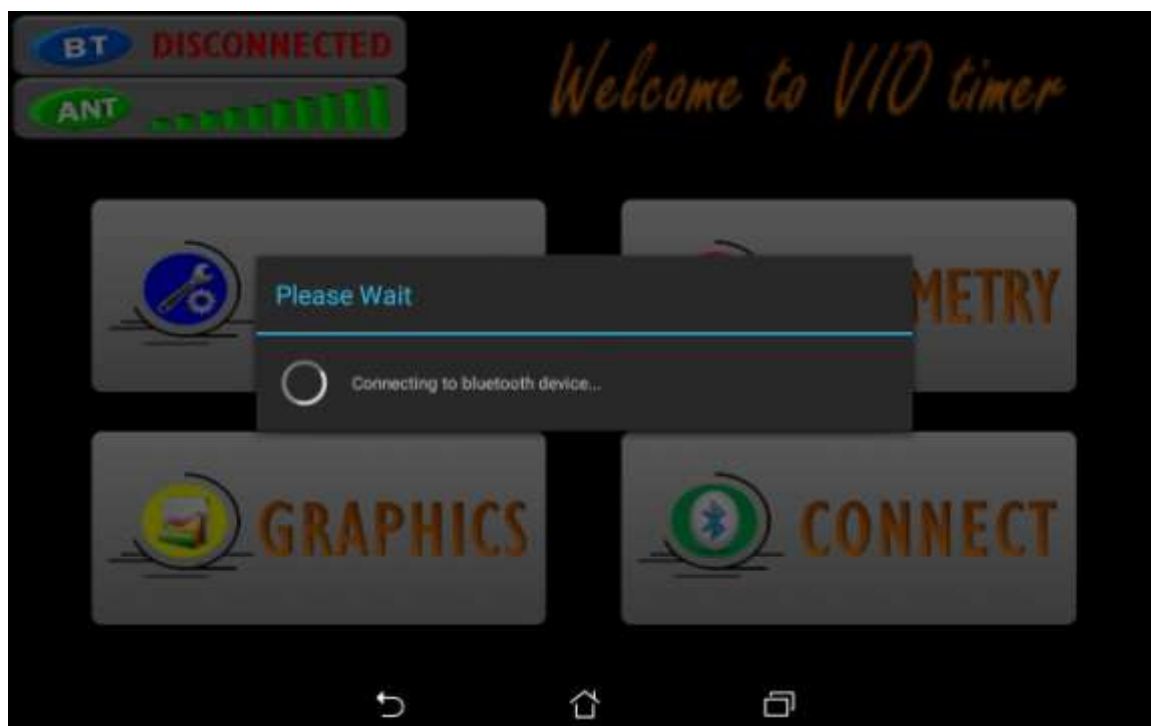 BT DISCONNECTED
Welcome to VIO timer
ANT
Please Wait
METRY
Connecting to bluetooth device...
GRAPHICS
CONNECT